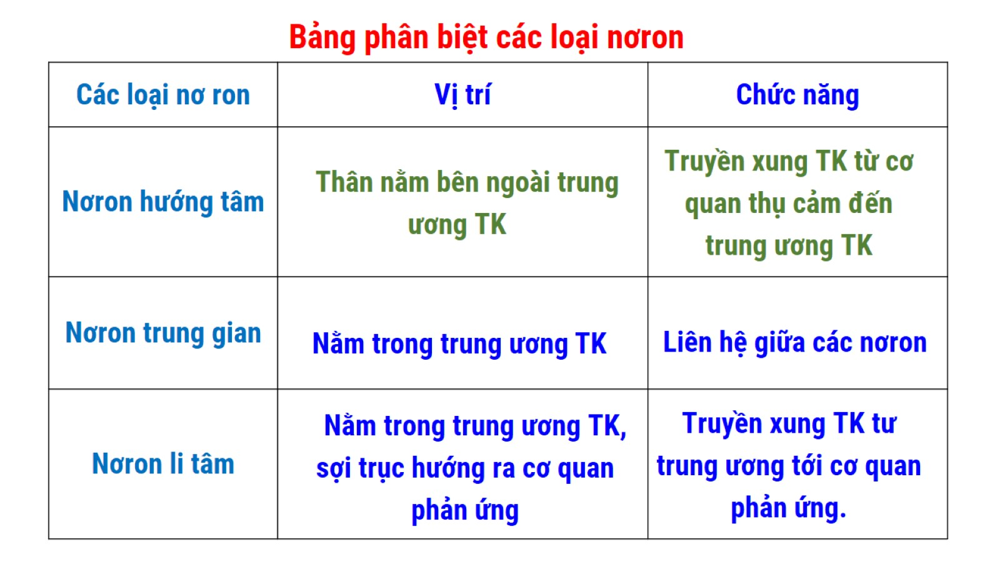 Bảng phân biệt các loại nơron
Các loại nơ ron
Vị trí
Chức năng
Nơron hướng tâm
Thân nằm bên ngoài trung
ương TK
Truyền xung TK từ cơ
quan thụ cảm đến
trung ương TK
Nơron trung gian
Nằm trong trung ương TK
Liên hệ giữa các nơron
Nơron li tâm
Nằm trong trung ương TK,
sợi trục hướng ra cơ quan
phản ứng
Truyền xung TK tư
trung ương tới cơ quan
phản ứng.